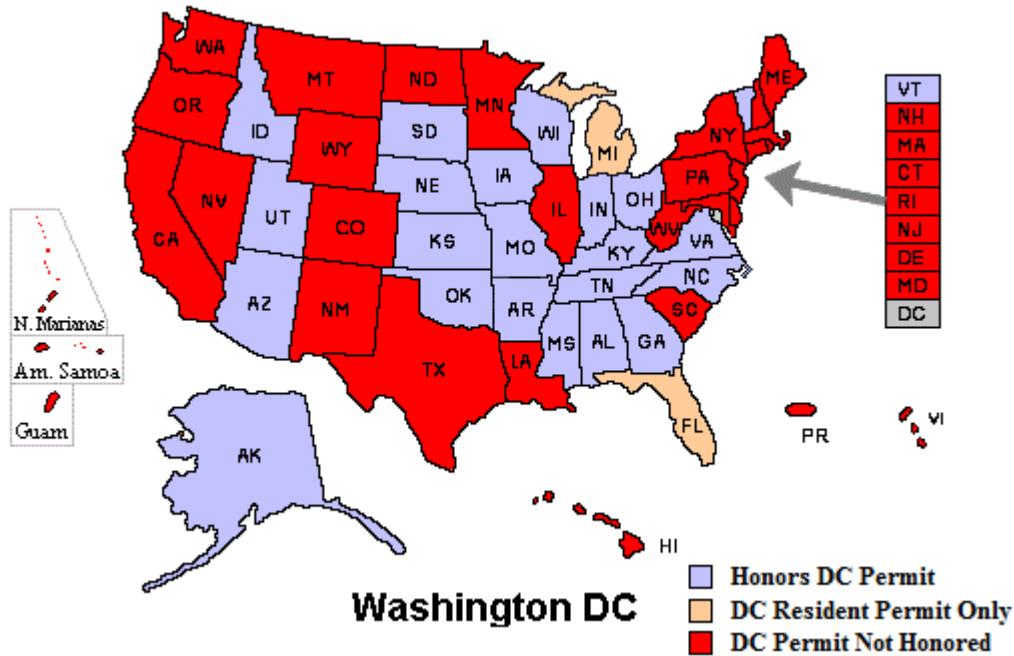 WA
MT
ND
MN
ME
VT
OR
NH
ID
SD
WI
NY
MA
WY
MI
CT
PA
NV
NE
IA
RI
UT
CO
IL
IN
OH
NJ
CA
KS
MO
WV
VA
DE
KY
MD
AZ
NM
OK
TN
NC
DC
N. Marianas
AR
SC
MS
AL
GA
LA
TX
Am. Samoa
Guam
FL
PR
VI
AK
HI
Honors DC Permit
Washington DC
DC Resident Permit Only
DC Permit Not Honored